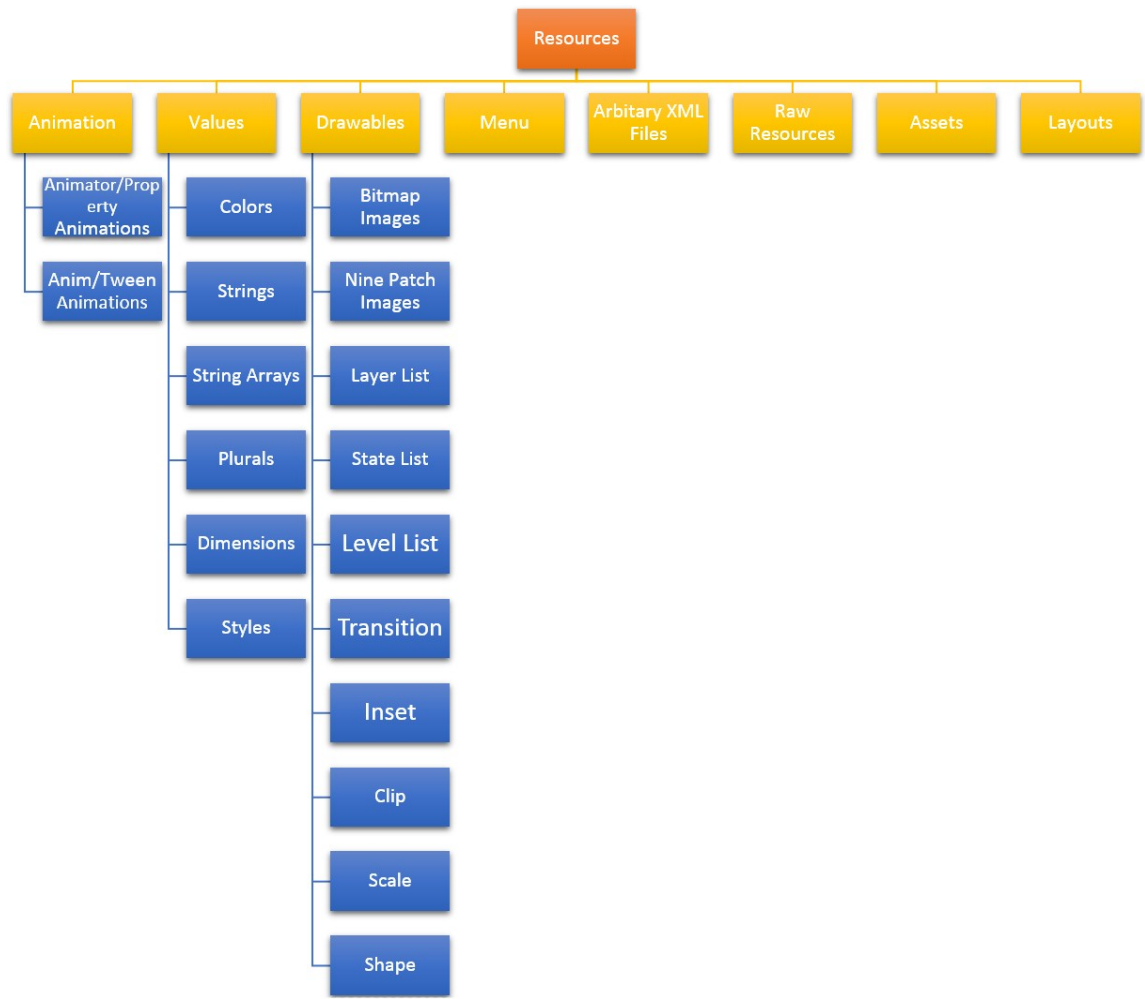 Resources
Animation
Values
Drawables
Menu
Arbitary XML
Files
Raw
Resources
Assets
Layouts
Animator/Prop
erty
Animations
Anim/Tween
Animations
Colors
Strings
String Arrays
Plurals
Dimensions
Styles
Bitmap
Images
Nine Patch
Images
Layer List
State List
Level List
Transition
Inset
Clip
Scale
Shape